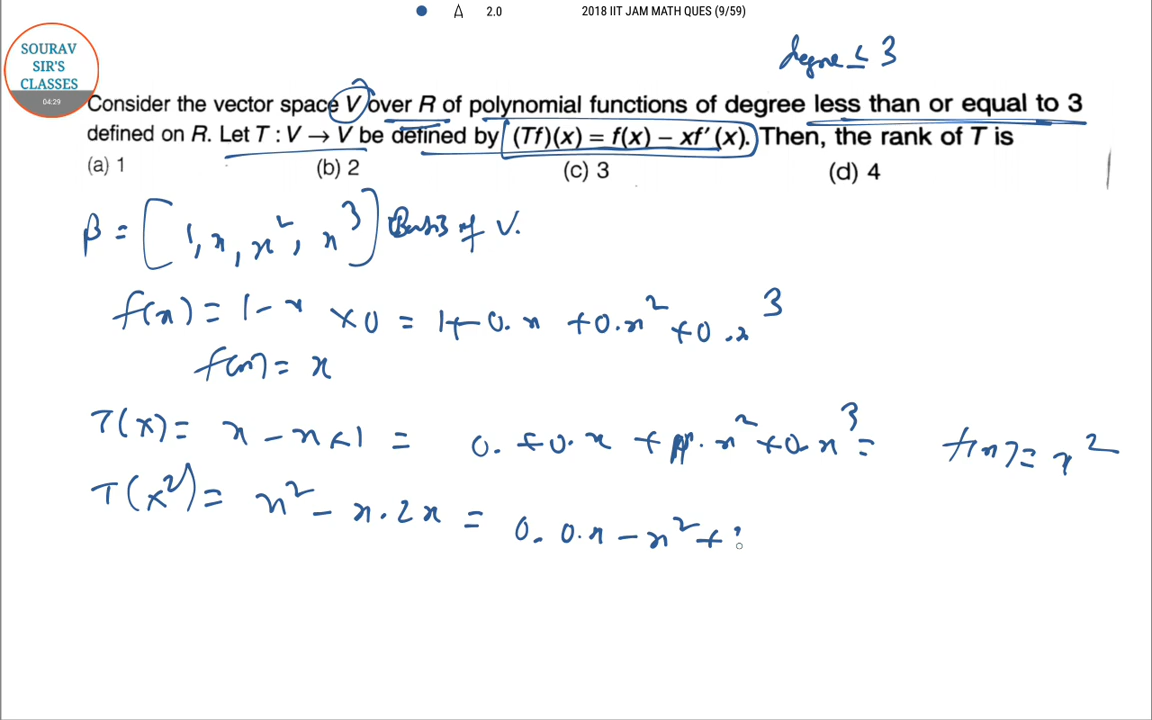 2.0 2018 IIT JAM MATH QUES (9/59)
SOURAV
SIR'S
CLASSES
04:29
degree ≤ 3
Consider the vector space V over R of polynomial functions of degree less than or equal to 3
defined on R. Let T : V → V be defined by (Tf)(x) = f(x) − xf′(x). Then, the rank of T is
(a) 1 (b) 2 (c) 3 (d) 4
β = [1, x, x², x³] Basis of V.
f(x) = 1 - x × 0 = 1 + 0.x + 0.x² + 0.x³
f(x) = x
T(x) = x - x × 1 = 0. + 0.x + 0.x² + 0.x³ = f(x) = x²
T(x²) = x² - x.2x = 0. 0.x - x² +